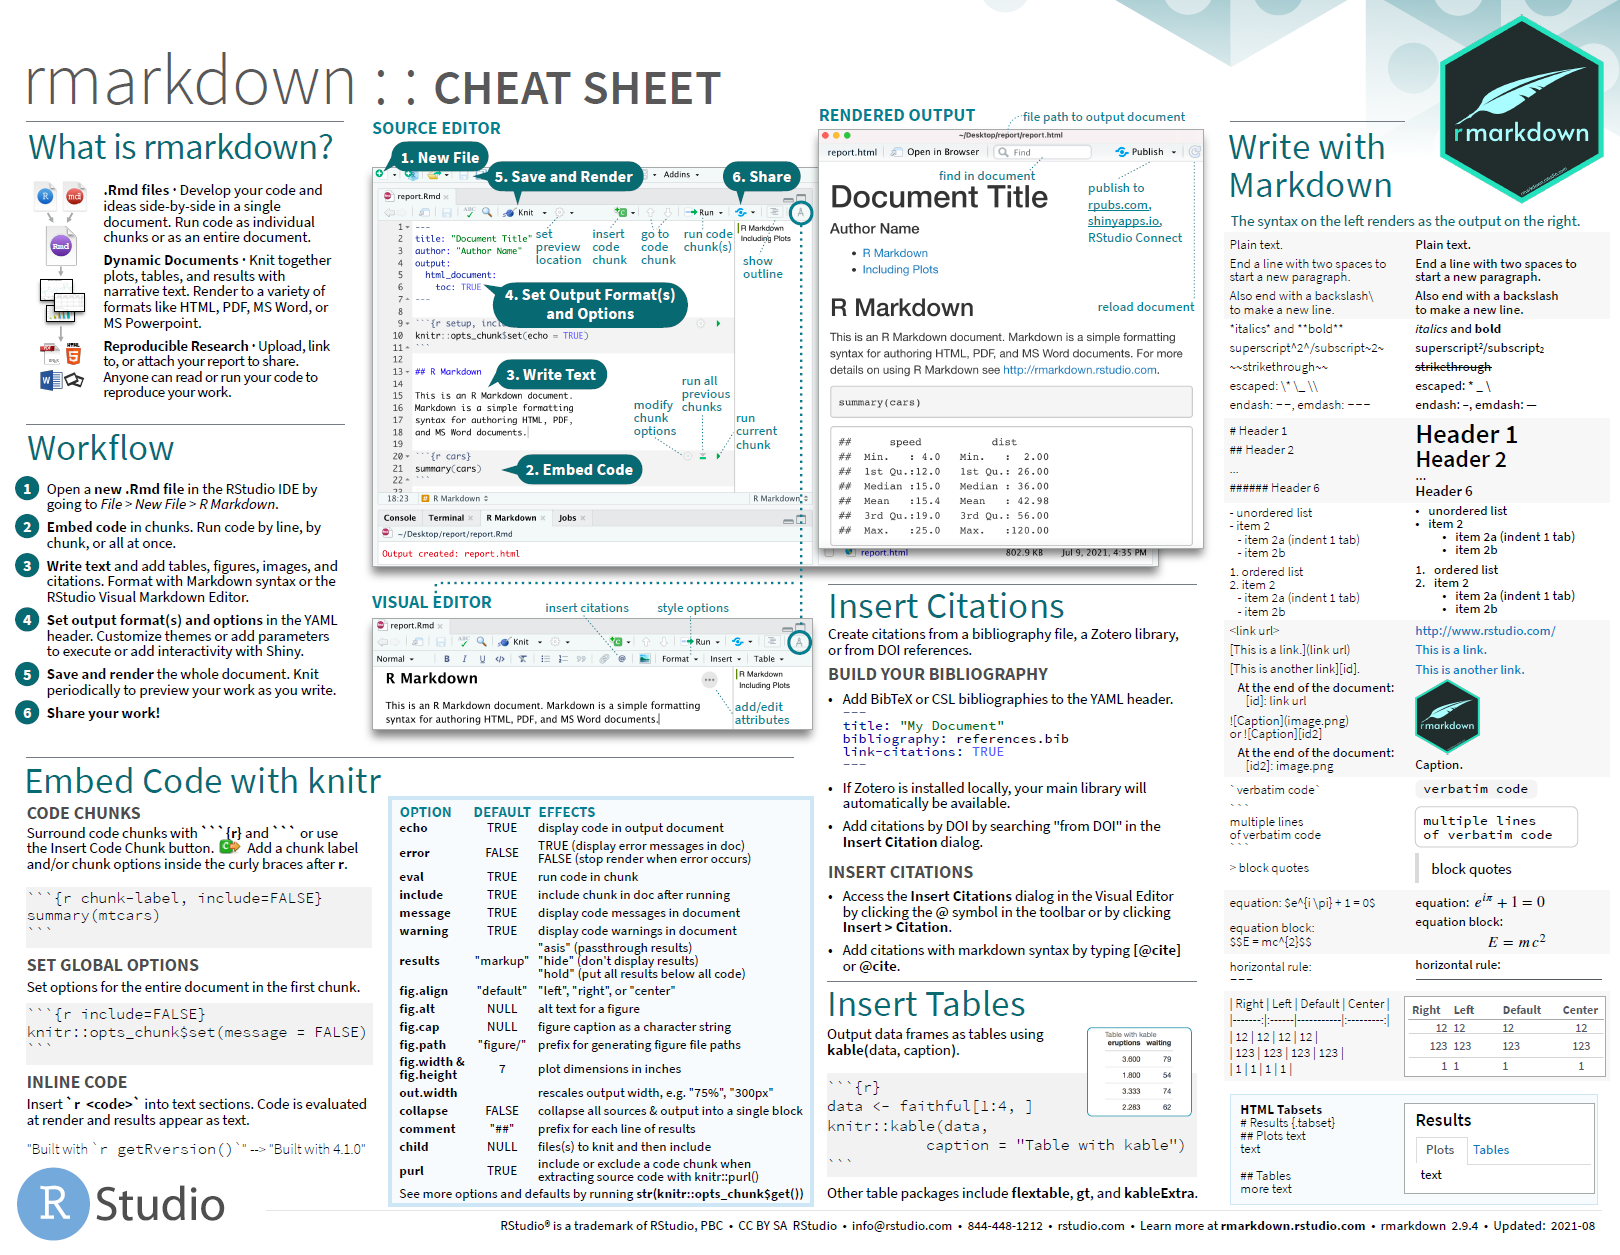 rmarkdown : : CHEAT SHEET
What is rmarkdown?
.Rmd files · Develop your code and
ideas side-by-side in a single
document. Run code as individual
chunks or as an entire document.
Dynamic Documents · Knit together
plots, tables, and results with
narrative text. Render to a variety of
formats like HTML, PDF, MS Word, or
MS Powerpoint.
Reproducible Research · Upload, link
to, or attach your report to share.
Anyone can read or run your code to
reproduce your work.
Rmd
Workflow
1 Open a new .Rmd file in the RStudio IDE by
going to File > New File > R Markdown.
2 Embed code in chunks. Run code by line, by
chunk, or all at once.
3 Write text and add tables, figures, images, and
citations. Format with Markdown syntax or the
RStudio Visual Markdown Editor.
4 Set output format(s) and options in the YAML
header. Customize themes or add parameters
to execute or add interactivity with Shiny.
5 Save and render the whole document. Knit
periodically to preview your work as you write.
6 Share your work!
SOURCE EDITOR
1. New File
5. Save and Render
6. Share
Addins
report.Rmd
Knit
Run
1 ---
2 title: "Document Title"
3 author: "Author Name"
4 output:
5 html_document:
6 toc: TRUE
7 ---
8
9 ```{r setup, incl
10 knitr::opts_chunk$set(echo = TRUE)
11 ```
12
13 ## R Markdown
14
15 This is an R Markdown document.
16 Markdown is a simple formatting
17 syntax for authoring HTML, PDF,
18 and MS Word documents.
19
20 ```{r cars}
21 summary(cars)
22 ```
23
set preview location
insert code chunk
go to code chunk
run code chunk(s)
R Markdown
Including Plots
show outline
4. Set Output Format(s)
and Options
3. Write Text
2. Embed Code
modify chunk options
run all previous chunks
run current chunk
18:23 R Markdown R Markdown
Console Terminal R Markdown Jobs
~/Desktop/report/report.Rmd
Output created: report.html
RENDERED OUTPUT
file path to output document
~/Desktop/report/report.html
report.html Open in Browser Find Publish
find in document
publish to
rpubs.com,
shinyapps.io,
RStudio Connect
Document Title
Author Name
• R Markdown
• Including Plots
reload document
R Markdown
This is an R Markdown document. Markdown is a simple formatting
syntax for authoring HTML, PDF, and MS Word documents. For more
details on using R Markdown see http://rmarkdown.rstudio.com.
summary(cars)
## speed dist
## Min. : 4.0 Min. : 2.00
## 1st Qu.:12.0 1st Qu.: 26.00
## Median :15.0 Median : 36.00
## Mean :15.4 Mean : 42.98
## 3rd Qu.:19.0 3rd Qu.: 56.00
## Max. :25.0 Max. :120.00
report.html 802.9 KB Jul 9, 2021, 4:35 PM
VISUAL EDITOR
insert citations
style options
report.Rmd
Knit
Run
Normal B I U Format Insert Table
R Markdown
This is an R Markdown document. Markdown is a simple formatting
syntax for authoring HTML, PDF, and MS Word documents.
R Markdown
Including Plots
add/edit
attributes
Embed Code with knitr
CODE CHUNKS
Surround code chunks with ```{r} and ``` or use
the Insert Code Chunk button. Add a chunk label
and/or chunk options inside the curly braces after r.
```{r chunk-label, include=FALSE}
summary(mtcars)
```
SET GLOBAL OPTIONS
Set options for the entire document in the first chunk.
```{r include=FALSE}
knitr::opts_chunk$set(message = FALSE)
```
INLINE CODE
Insert `r <code>` into text sections. Code is evaluated
at render and results appear as text.
"Built with `r getRversion()`" --> "Built with 4.1.0"
OPTION DEFAULT EFFECTS
echo TRUE display code in output document
error FALSE TRUE (display error messages in doc)
FALSE (stop render when error occurs)
eval TRUE run code in chunk
include TRUE include chunk in doc after running
message TRUE display code messages in document
warning TRUE display code warnings in document
results "markup" "asis" (passthrough results)
"hide" (don't display results)
"hold" (put all results below all code)
fig.align "default" "left", "right", or "center"
fig.alt NULL alt text for a figure
fig.cap NULL figure caption as a character string
fig.path "figure/" prefix for generating figure file paths
fig.width &
fig.height 7 plot dimensions in inches
out.width rescales output width, e.g. "75%", "300px"
collapse FALSE collapse all sources & output into a single block
comment "##" prefix for each line of results
child NULL files(s) to knit and then include
purl TRUE include or exclude a code chunk when
extracting source code with knitr::purl()
See more options and defaults by running str(knitr::opts_chunk$get())
Insert Citations
Create citations from a bibliography file, a Zotero library,
or from DOI references.
BUILD YOUR BIBLIOGRAPHY
• Add BibTeX or CSL bibliographies to the YAML header.
---
title: "My Document"
bibliography: references.bib
link-citations: TRUE
---
• If Zotero is installed locally, your main library will
automatically be available.
• Add citations by DOI by searching "from DOI" in the
Insert Citation dialog.
INSERT CITATIONS
• Access the Insert Citations dialog in the Visual Editor
by clicking the @ symbol in the toolbar or by clicking
Insert > Citation.
• Add citations with markdown syntax by typing [@cite]
or @cite.
Insert Tables
Output data frames as tables using
kable(data, caption).
Table with kable
eruptions waiting
3.600 79
1.800 54
3.333 74
2.283 62
```{r}
data <- faithful[1:4, ]
knitr::kable(data,
caption = "Table with kable")
```
Other table packages include flextable, gt, and kableExtra.
rmarkdown
Write with
Markdown
The syntax on the left renders as the output on the right.
Plain text. Plain text.
End a line with two spaces to End a line with two spaces to
start a new paragraph. start a new paragraph.
Also end with a backslash\ Also end with a backslash
to make a new line. to make a new line.
*italics* and **bold** italics and bold
superscript^2^/subscript~2~ superscript²/subscript₂
~~strikethrough~~ strikethrough
escaped: \* \_ \\ escaped: * _ \
endash: --, emdash: --- endash: –, emdash: —
# Header 1 Header 1
## Header 2 Header 2
... ...
###### Header 6 Header 6
- unordered list • unordered list
- item 2 • item 2
- item 2a (indent 1 tab) • item 2a (indent 1 tab)
- item 2b • item 2b
1. ordered list 1. ordered list
2. item 2 2. item 2
- item 2a (indent 1 tab) • item 2a (indent 1 tab)
- item 2b • item 2b
<link url> http://www.rstudio.com/
[This is a link.](link url) This is a link.
[This is another link][id]. This is another link.
At the end of the document:
[id]: link url
![Caption](image.png)
or ![Caption][id2]
At the end of the document:
[id2]: image.png
rmarkdown
Caption.
`verbatim code` verbatim code
```
multiple lines multiple lines
of verbatim code of verbatim code
```
> block quotes block quotes
equation: $e^{i \pi} + 1 = 0$ equation: e^{iπ} + 1 = 0
equation block: equation block:
$$E = mc^{2}$$ E = mc²
horizontal rule: horizontal rule:
---
| Right | Left | Default | Center |
|-------:|:------|-----------|:---------:|
| 12 | 12 | 12 | 12 |
| 123 | 123 | 123 | 123 |
| 1 | 1 | 1 | 1 |
Right Left Default Center
12 12 12 12
123 123 123 123
1 1 1 1
HTML Tabsets
# Results {.tabset}
## Plots text
text
## Tables
more text
Results
Plots Tables
text
R Studio
RStudio® is a trademark of RStudio, PBC • CC BY SA RStudio • info@rstudio.com • 844-448-1212 • rstudio.com • Learn more at rmarkdown.rstudio.com • rmarkdown 2.9.4 • Updated: 2021-08